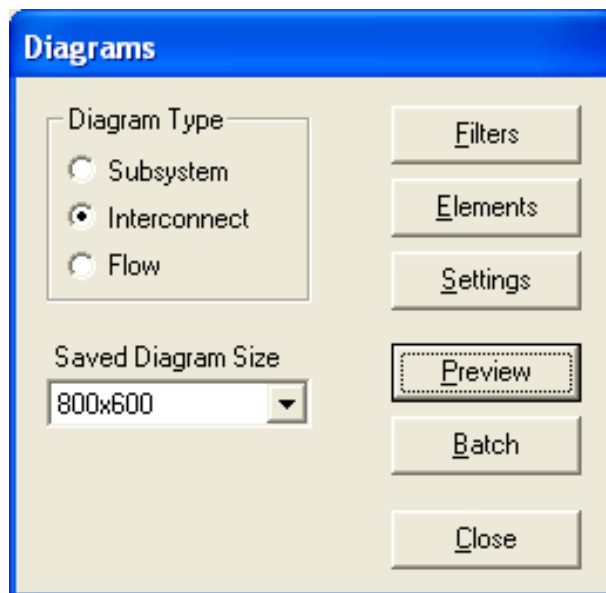 Diagrams
Diagram Type
Subsystem
Interconnect
Flow
Saved Diagram Size
800x600
Filters
Elements
Settings
Preview
Batch
Close